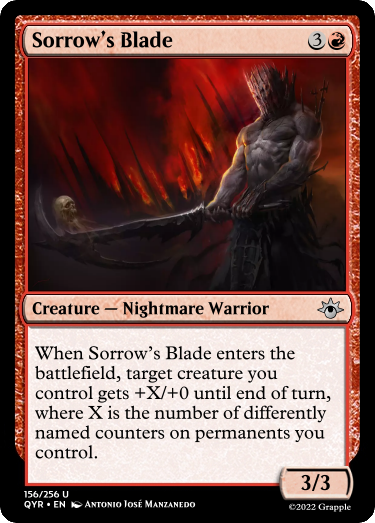 Sorrow's Blade 3
Creature — Nightmare Warrior
When Sorrow's Blade enters the
battlefield, target creature you
control gets +X/+0 until end of turn,
where X is the number of differently
named counters on permanents you
control.
3/3
156/256 U
QYR • EN Antonio José Manzanedo
©2022 Grapple